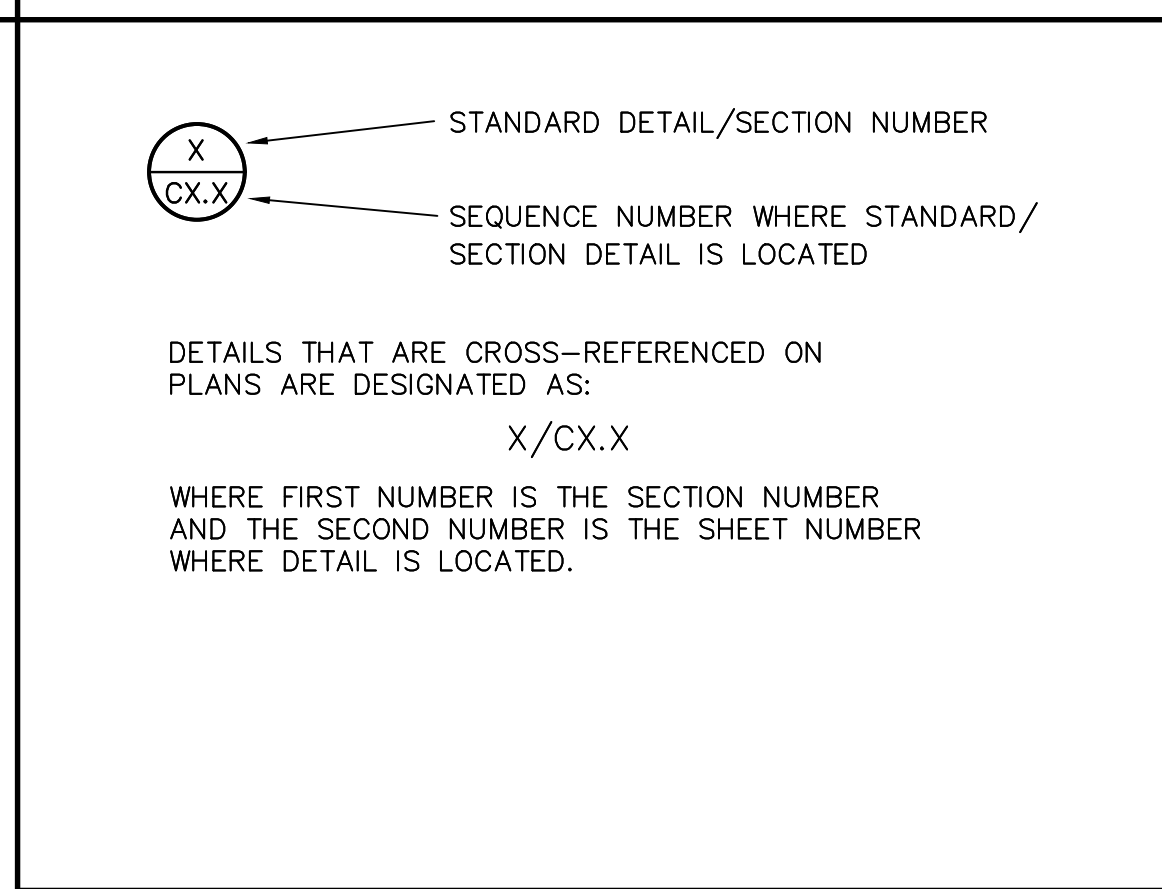 X
CX.X
STANDARD DETAIL/SECTION NUMBER
SEQUENCE NUMBER WHERE STANDARD/
SECTION DETAIL IS LOCATED
DETAILS THAT ARE CROSS-REFERENCED ON
PLANS ARE DESIGNATED AS:
X/CX.X
WHERE FIRST NUMBER IS THE SECTION NUMBER
AND THE SECOND NUMBER IS THE SHEET NUMBER
WHERE DETAIL IS LOCATED.